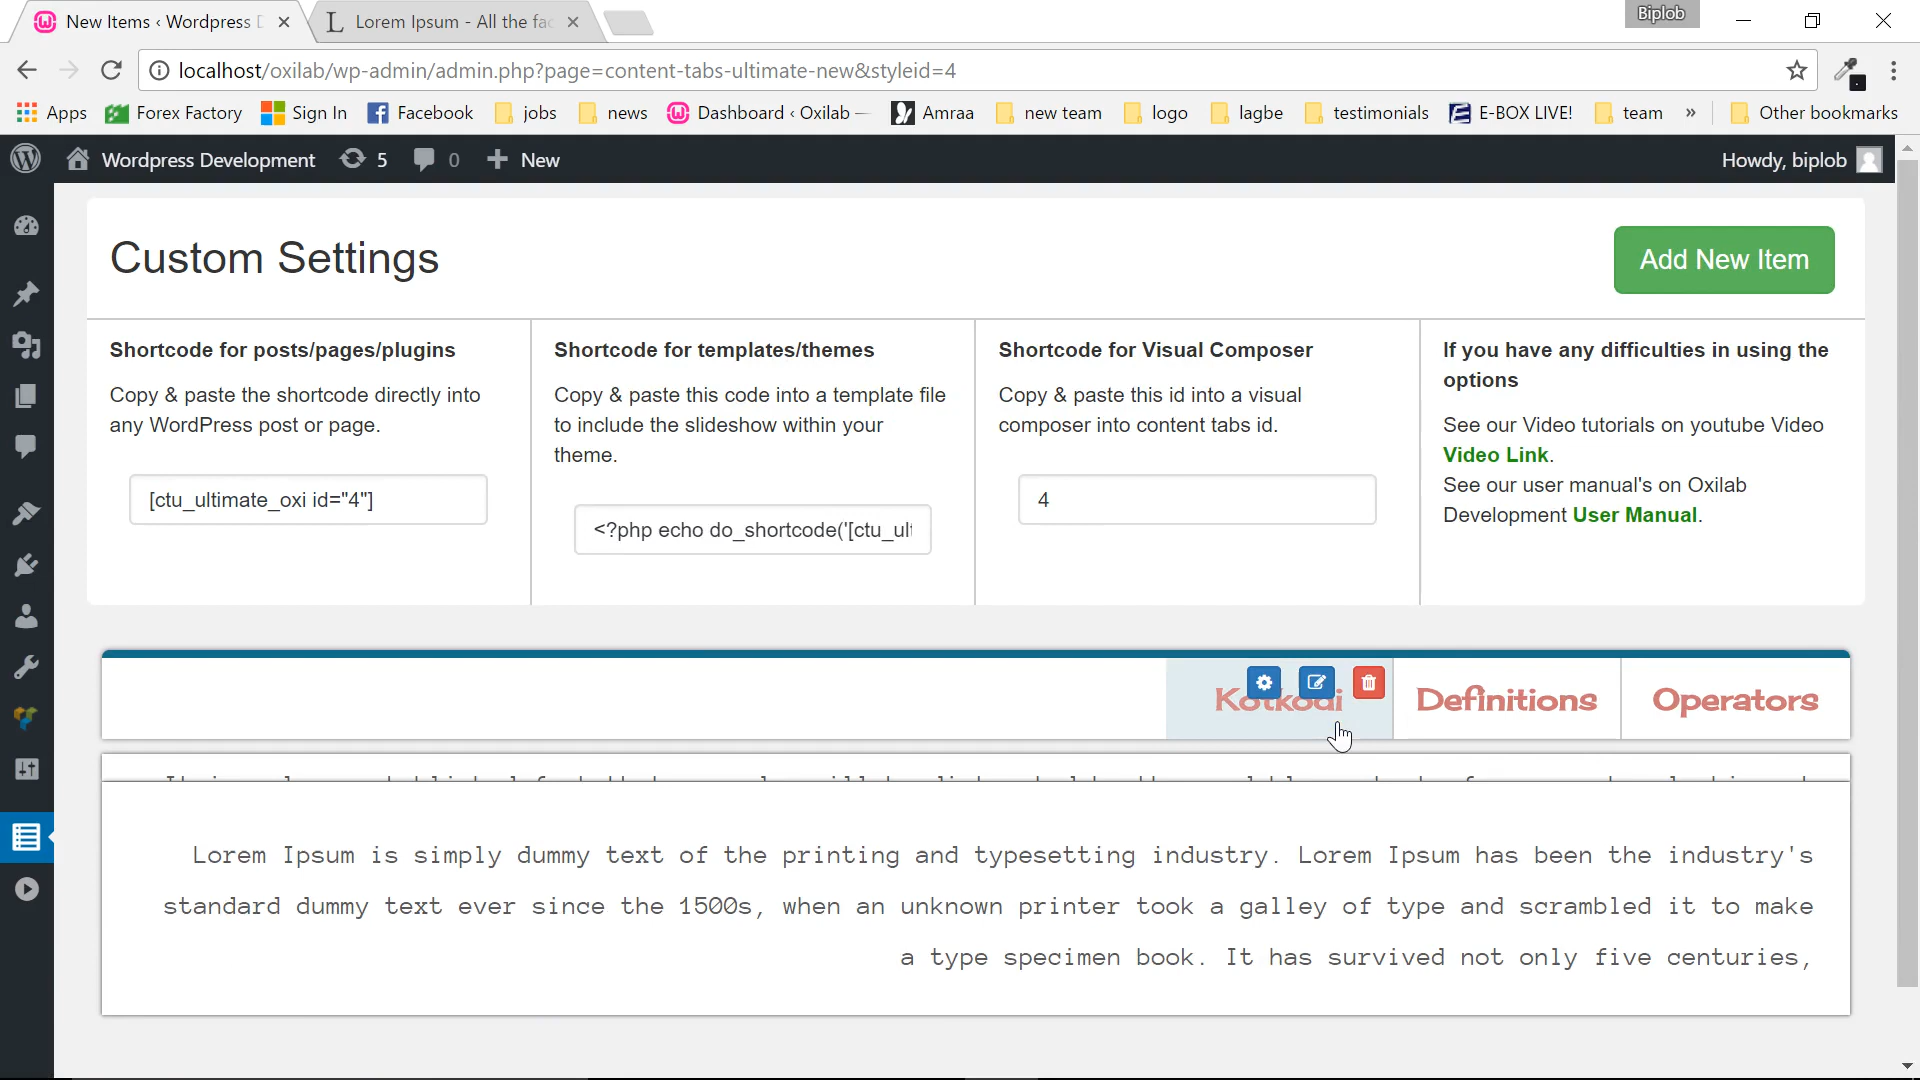 New Items ‹ Wordpress
Lorem Ipsum - All the fac
Biplob
localhost/oxilab/wp-admin/admin.php?page=content-tabs-ultimate-new&styleid=4
Apps Forex Factory Sign In Facebook jobs news Dashboard ‹ Oxilab — Amraa new team logo lagbe testimonials E-BOX LIVE! team » Other bookmarks
Wordpress Development 5 0 New Howdy, biplob
Custom Settings
Add New Item
Shortcode for posts/pages/plugins
Copy & paste the shortcode directly into
any WordPress post or page.
[ctu_ultimate_oxi id="4"]
Shortcode for templates/themes
Copy & paste this code into a template file
to include the slideshow within your
theme.
<?php echo do_shortcode('[ctu_ult
Shortcode for Visual Composer
Copy & paste this id into a visual
composer into content tabs id.
4
If you have any difficulties in using the
options
See our Video tutorials on youtube Video
Video Link.
See our user manual's on Oxilab
Development User Manual.
Kotkodi Definitions Operators
Lorem Ipsum is simply dummy text of the printing and typesetting industry. Lorem Ipsum has been the industry's
standard dummy text ever since the 1500s, when an unknown printer took a galley of type and scrambled it to make
a type specimen book. It has survived not only five centuries,